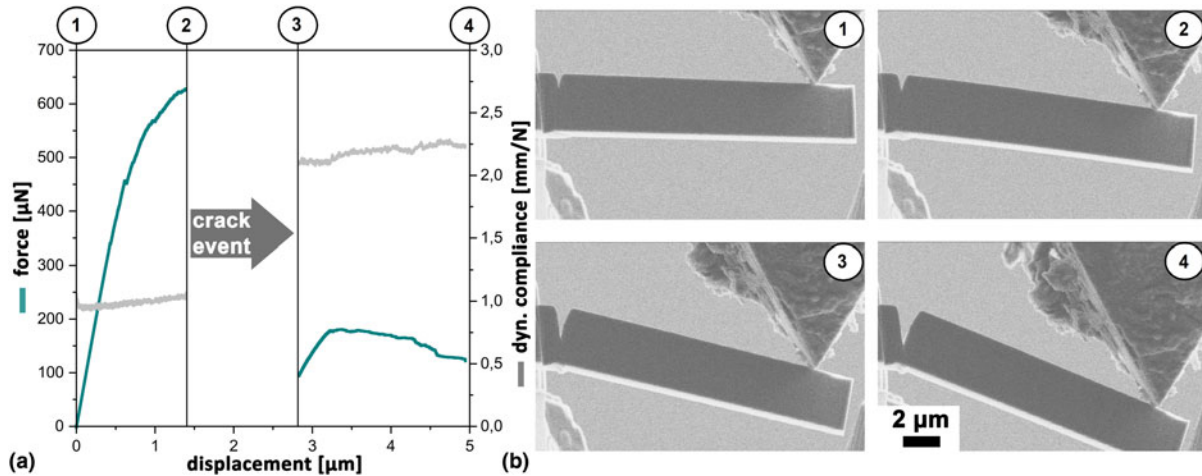 1 2 3 4
700 3,0
600 2,5
500 2,0
400 1,5
300 1,0
200 0,5
100 0,0
0
force [µN]
dyn. compliance [mm/N]
crack
event
0 1 2 3 4 5
displacement [µm]
(a)
(b)
1
2
3
4
2 µm